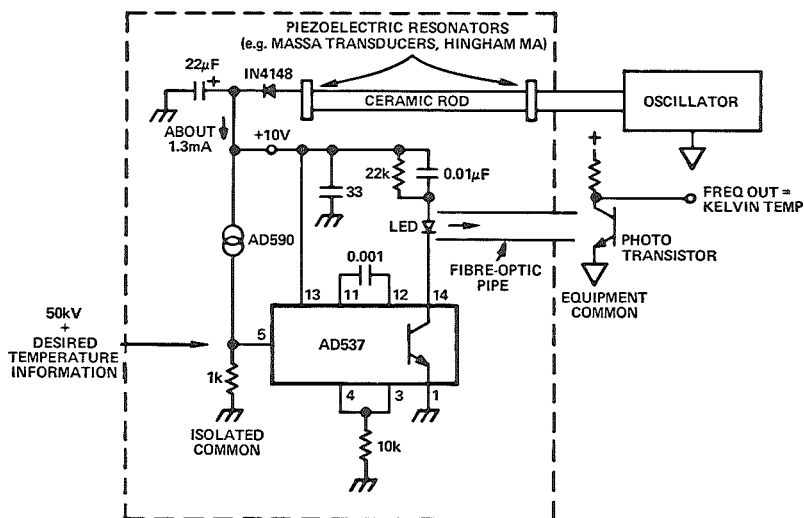 PIEZOELECTRIC RESONATORS
(e.g. MASSA TRANSDUCERS, HINGHAM MA)
22µF
+
IN4148
CERAMIC ROD
OSCILLATOR
ABOUT
1.3mA
+10V
22k
0.01µF
33
+
FREQ OUT =
KELVIN TEMP
LED
AD590
PHOTO
TRANSISTOR
FIBRE-OPTIC
PIPE
0.001
EQUIPMENT
COMMON
13
11
12
14
50kV
+
DESIRED
TEMPERATURE
INFORMATION
5
AD537
1k
4
3
1
ISOLATED
COMMON
10k